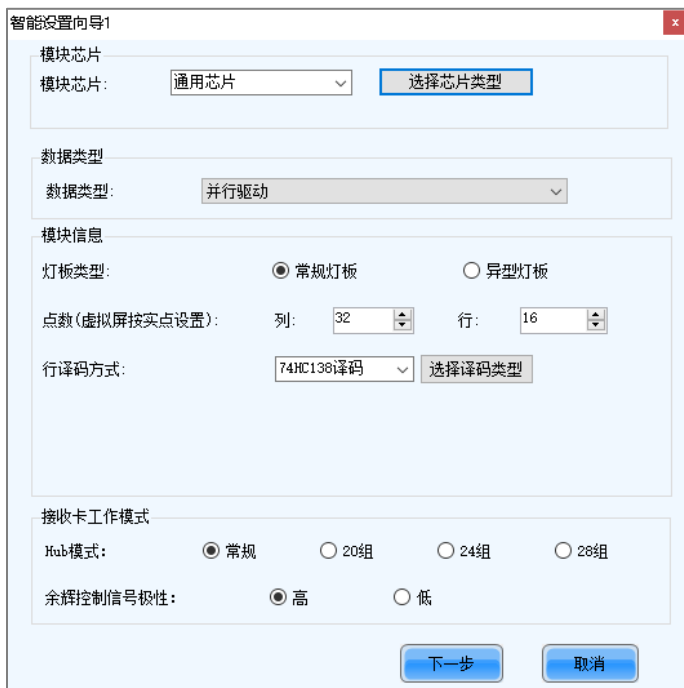 智能设置向导1 x
模块芯片
模块芯片: 通用芯片 选择芯片类型
数据类型
数据类型: 并行驱动
模块信息
灯板类型: 常规灯板 异型灯板
点数(虚拟屏按实点设置): 列: 32 行: 16
行译码方式: 74HC138译码 选择译码类型
接收卡工作模式
Hub模式: 常规 20组 24组 28组
余辉控制信号极性: 高 低
下一步 取消